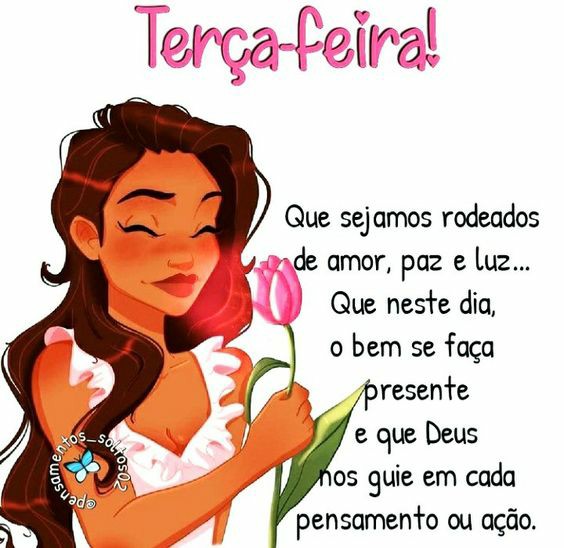 Terça-feira!
Que sejamos rodeados
de amor, paz e luz...
Que neste dia,
o bem se faça
presente
e que Deus
nos guie em cada
pensamento ou ação.
@pensamentos_soltos02